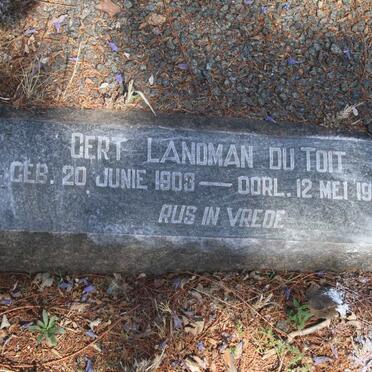 GERT LANDMAN DU TOIT
GEB. 20 JUNIE 1903 — OORL. 12 MEI 19
RUS IN VREDE